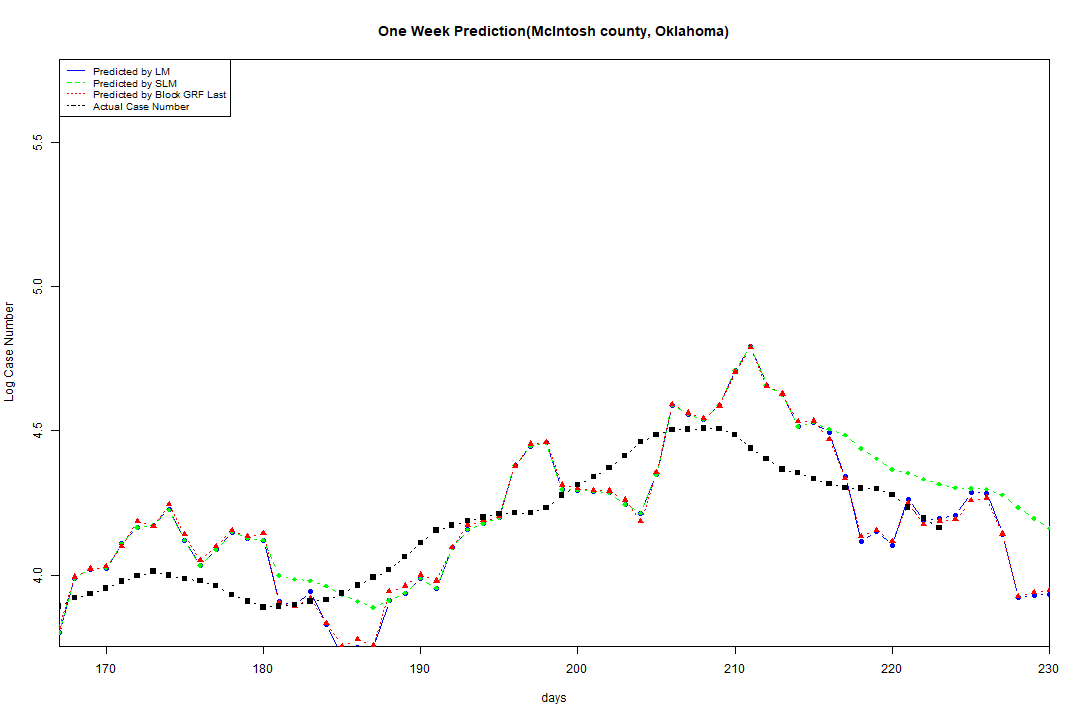 One Week Prediction(McIntosh county, Oklahoma)
Predicted by LM
Predicted by SLM
Predicted by Block GRF Last
Actual Case Number
5.5
5.0
4.5
4.0
Log Case Number
170 180 190 200 210 220 230
days